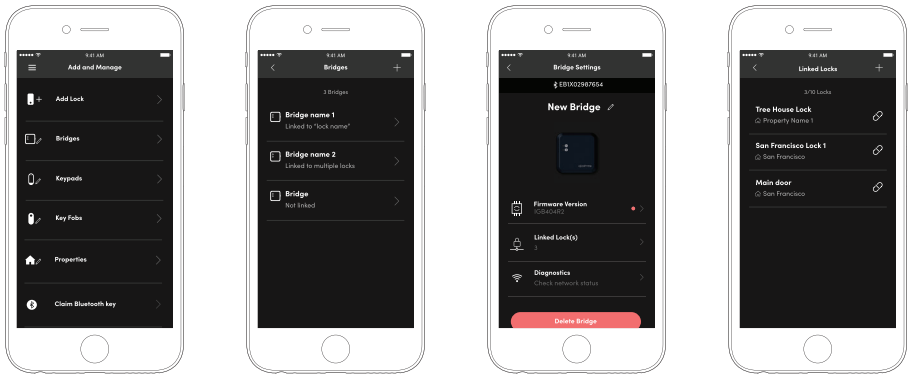 9:41 AM
Add and Manage
Add Lock
Bridges
Keypads
Key Fobs
Properties
Claim Bluetooth key
9:41 AM
Bridges
3 Bridges
Bridge name 1
Linked to "lock name"
Bridge name 2
Linked to multiple locks
Bridge
Not linked
9:41 AM
Bridge Settings
EB1X02987654
New Bridge
Firmware Version
IGB404R2
Linked Lock(s)
3
Diagnostics
Check network status
Delete Bridge
9:41 AM
Linked Locks
3/10 Locks
Tree House Lock
Property Name 1
San Francisco Lock 1
San Francisco
Main door
San Francisco